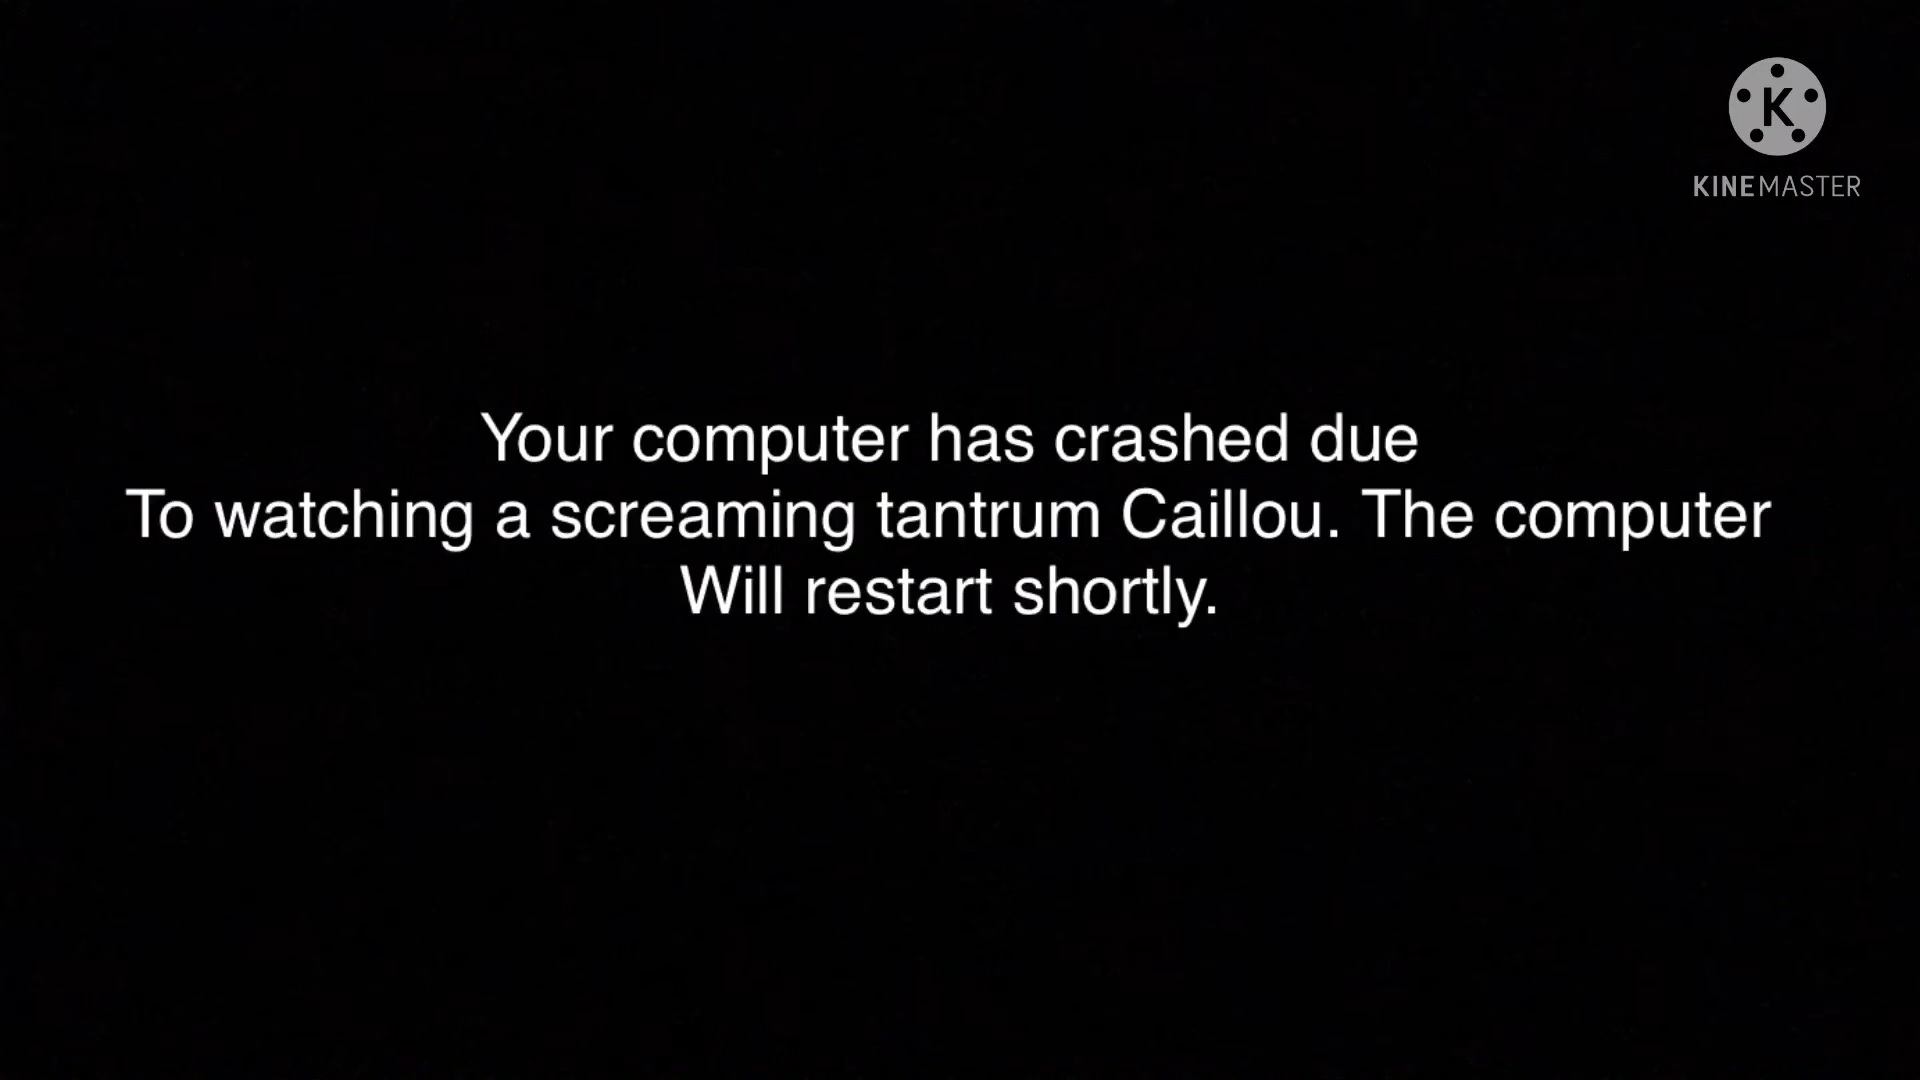 K
KINEMASTER
Your computer has crashed due
To watching a screaming tantrum Caillou. The computer
Will restart shortly.